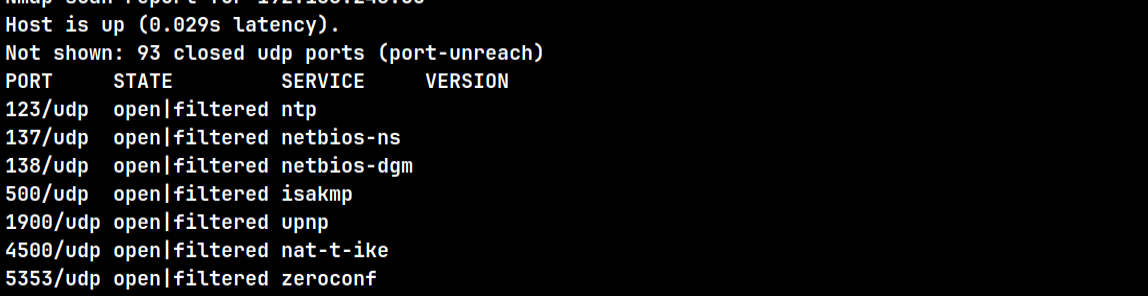 Host is up (0.029s latency).
Not shown: 93 closed udp ports (port-unreach)
PORT     STATE         SERVICE     VERSION
123/udp  open|filtered ntp
137/udp  open|filtered netbios-ns
138/udp  open|filtered netbios-dgm
500/udp  open|filtered isakmp
1900/udp open|filtered upnp
4500/udp open|filtered nat-t-ike
5353/udp open|filtered zeroconf